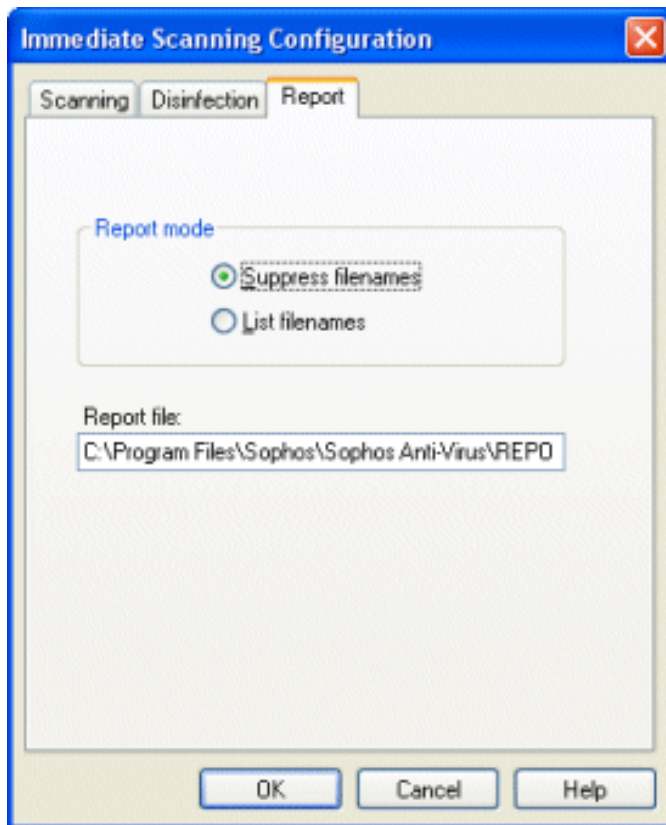 Immediate Scanning Configuration
Scanning Disinfection Report
Report mode
Suppress filenames
List filenames
Report file:
C:\Program Files\Sophos\Sophos Anti-Virus\REPO
OK Cancel Help